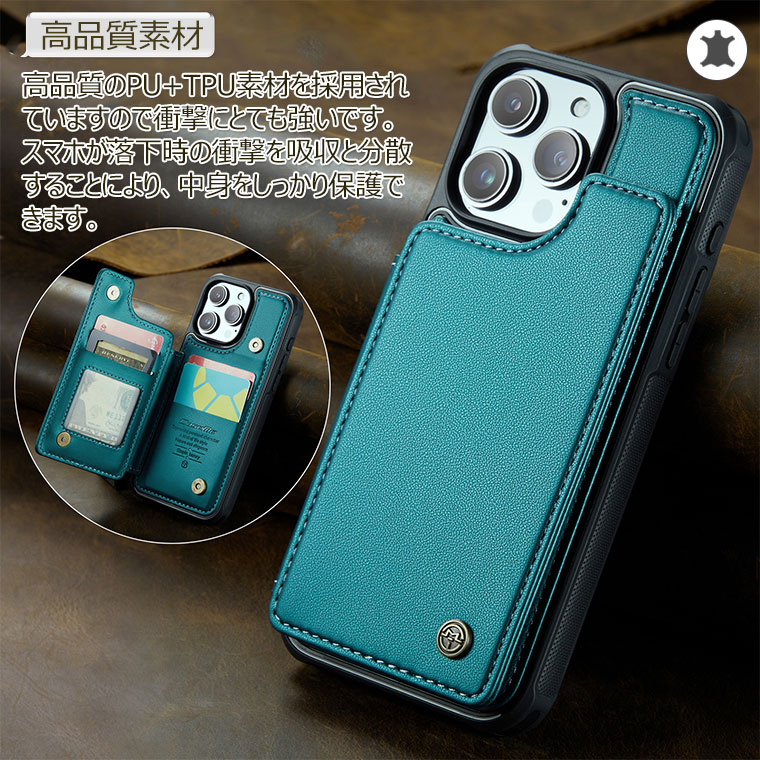 高品質素材
高品質のPU+TPU素材を採用され
ていますので衝撃にとても強いです。
スマホが落下時の衝撃を吸収と分散
することにより、中身をしっかり保護で
きます。
RESERVE